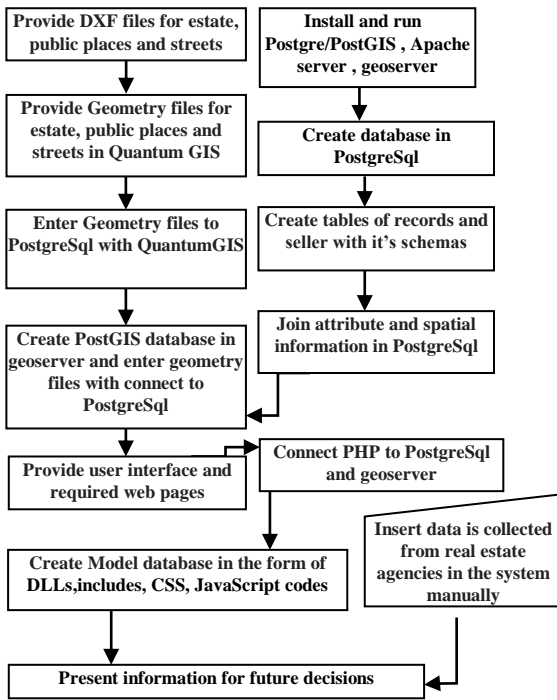 Provide DXF files for estate,
public places and streets
Install and run
Postgre/PostGIS , Apache
server , geoserver
Provide Geometry files for
estate, public places and
streets in Quantum GIS
Create database in
PostgreSql
Enter Geometry files to
PostgreSql with QuantumGIS
Create tables of records and
seller with it's schemas
Create PostGIS database in
geoserver and enter geometry
files with connect to
PostgreSql
Join attribute and spatial
information in PostgreSql
Provide user interface and
required web pages
Connect PHP to PostgreSql
and geoserver
Insert data is collected
from real estate
agencies in the system
manually
Create Model database in the form of
DLLs,includes, CSS, JavaScript codes
Present information for future decisions